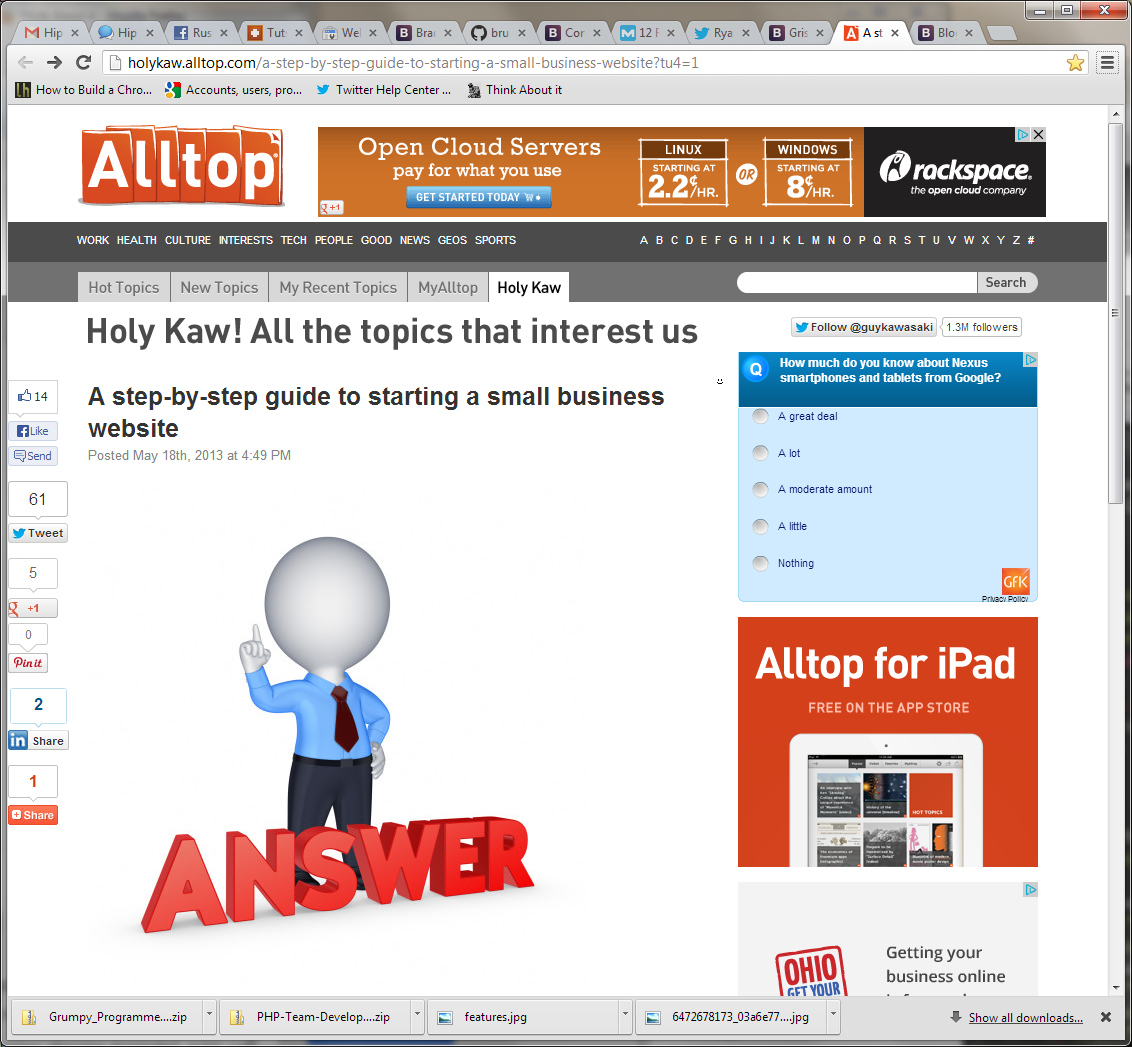 Hip
Hip
Rus
Tuts
Wel
Bra
bru
Cor
12 F
Rya
Gris
A st
Blo
holykaw.alltop.com/a-step-by-step-guide-to-starting-a-small-business-website?tu4=1
How to Build a Chro...
Accounts, users, pro...
Twitter Help Center ...
Think About it
Alltop
Open Cloud Servers
pay for what you use
GET STARTED TODAY
+1
LINUX
STARTING AT
2.2¢/HR.
OR
WINDOWS
STARTING AT
8¢/HR.
rackspace.
the open cloud company
WORK HEALTH CULTURE INTERESTS TECH PEOPLE GOOD NEWS GEOS SPORTS
A B C D E F G H I J K L M N O P Q R S T U V W X Y Z #
Hot Topics
New Topics
My Recent Topics
MyAlltop
Holy Kaw
Search
Holy Kaw! All the topics that interest us
Follow @guykawasaki
1.3M followers
A step-by-step guide to starting a small business
website
Posted May 18th, 2013 at 4:49 PM
14
Like
Send
61
Tweet
5
+1
0
Pin it
2
in Share
1
Share
ANSWER
Q
How much do you know about Nexus
smartphones and tablets from Google?
A great deal
A lot
A moderate amount
A little
Nothing
GfK
Privacy Policy
Alltop for iPad
FREE ON THE APP STORE
HOT TOPICS
OHIO
GET YOUR
Getting your
business online
Grumpy_Programme....zip
PHP-Team-Develop....zip
features.jpg
6472678173_03a6e77....jpg
Show all downloads...